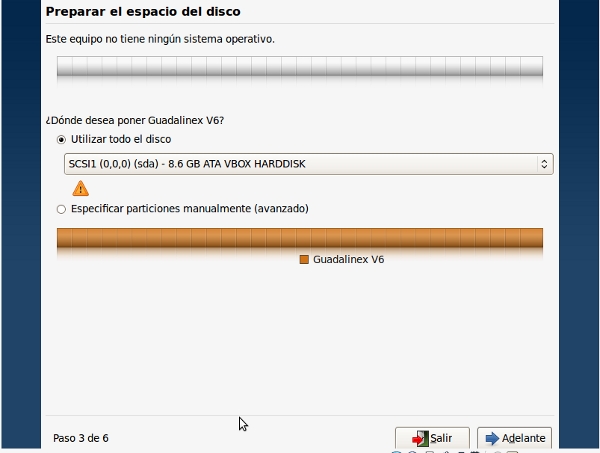 Preparar el espacio del disco
Este equipo no tiene ningún sistema operativo.
¿Dónde desea poner Guadalinex V6?
Utilizar todo el disco
SCSI1 (0,0,0) (sda) - 8.6 GB ATA VBOX HARDDISK
Especificar particiones manualmente (avanzado)
Guadalinex V6
Paso 3 de 6
Salir
Adelante